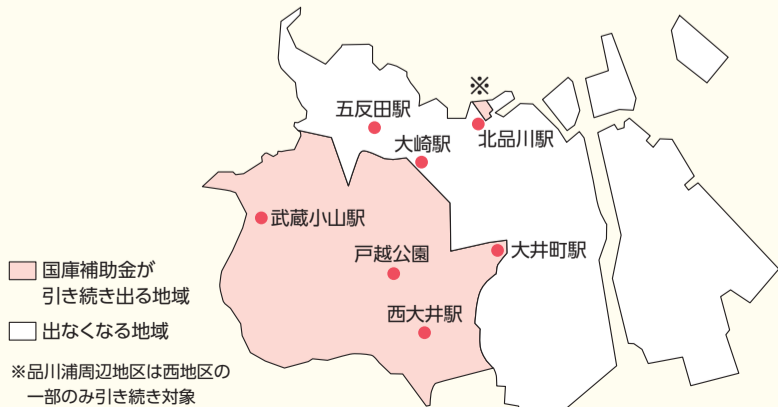 ※
五反田駅
北品川駅
大崎駅
武蔵小山駅
大井町駅
戸越公園
西大井駅
国庫補助金が
引き続き出る地域
出なくなる地域
※品川浦周辺地区は西地区の
一部のみ引き続き対象